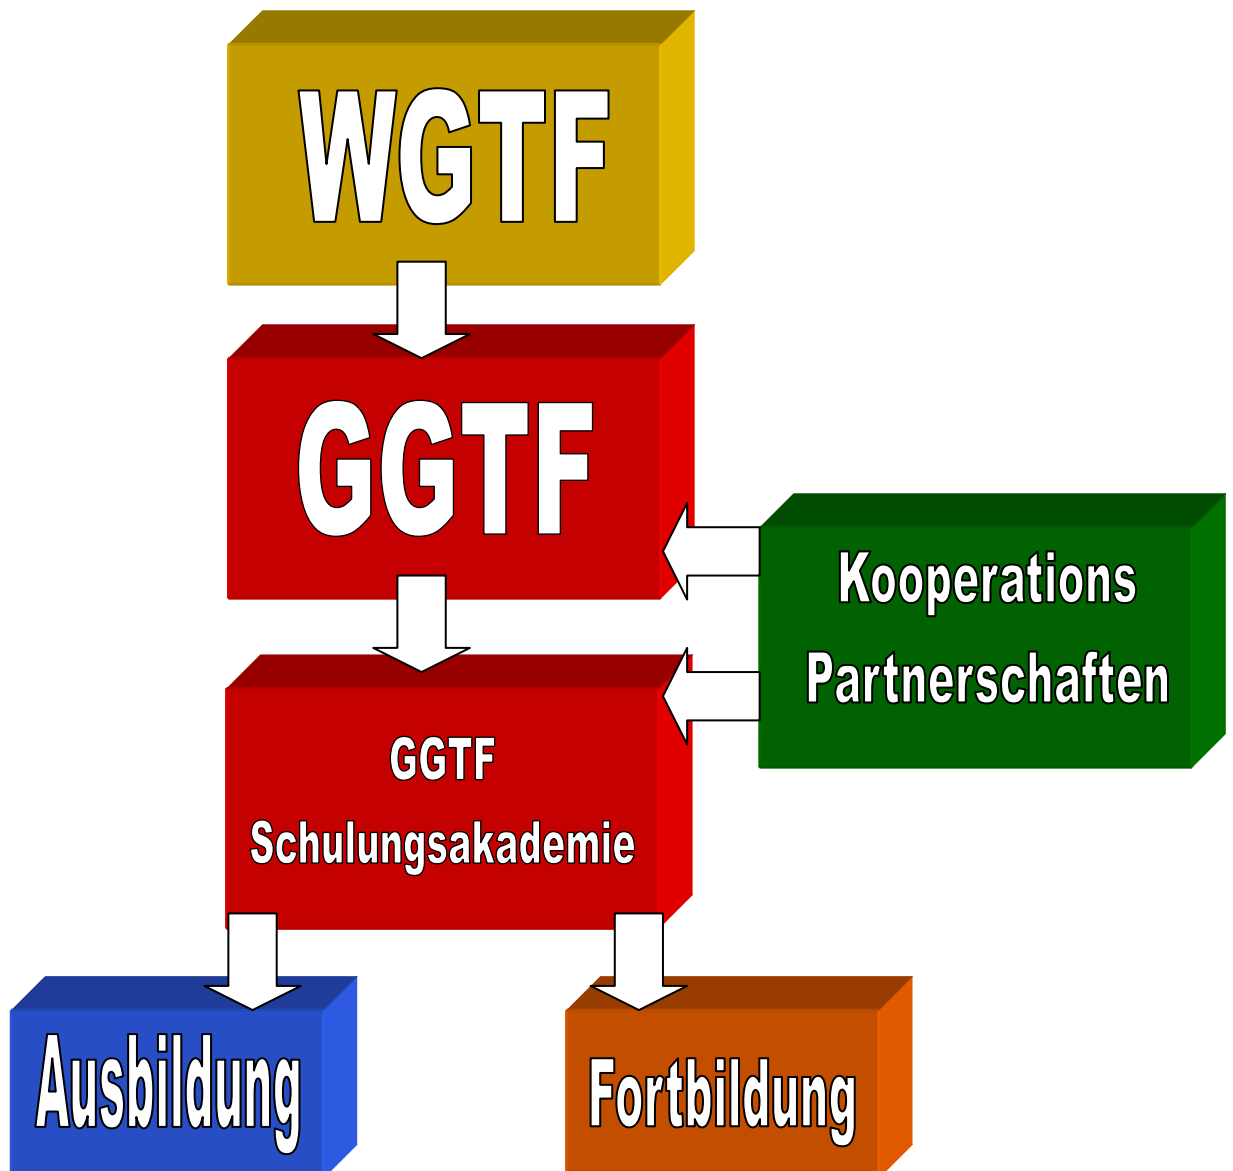 WGTF
GGTF
Kooperations
Partnerschaften
GGTF
Schulungsakademie
Ausbildung
Fortbildung